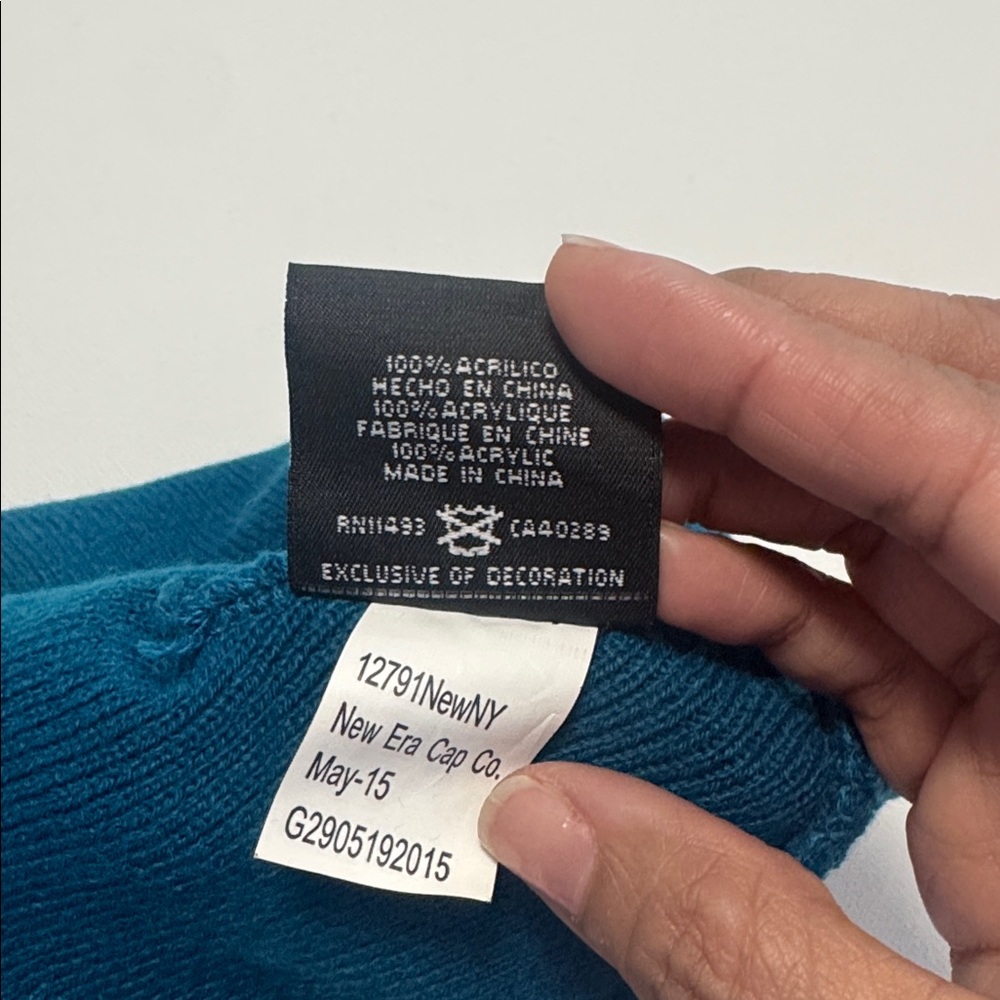 100% ACRILICO
HECHO EN CHINA
100% ACRYLIQUE
FABRIQUE EN CHINE
100% ACRYLIC
MADE IN CHINA
RN11493 CA40289
EXCLUSIVE OF DECORATION
12791NewNY
New Era Cap Co.
May-15
G2905192015